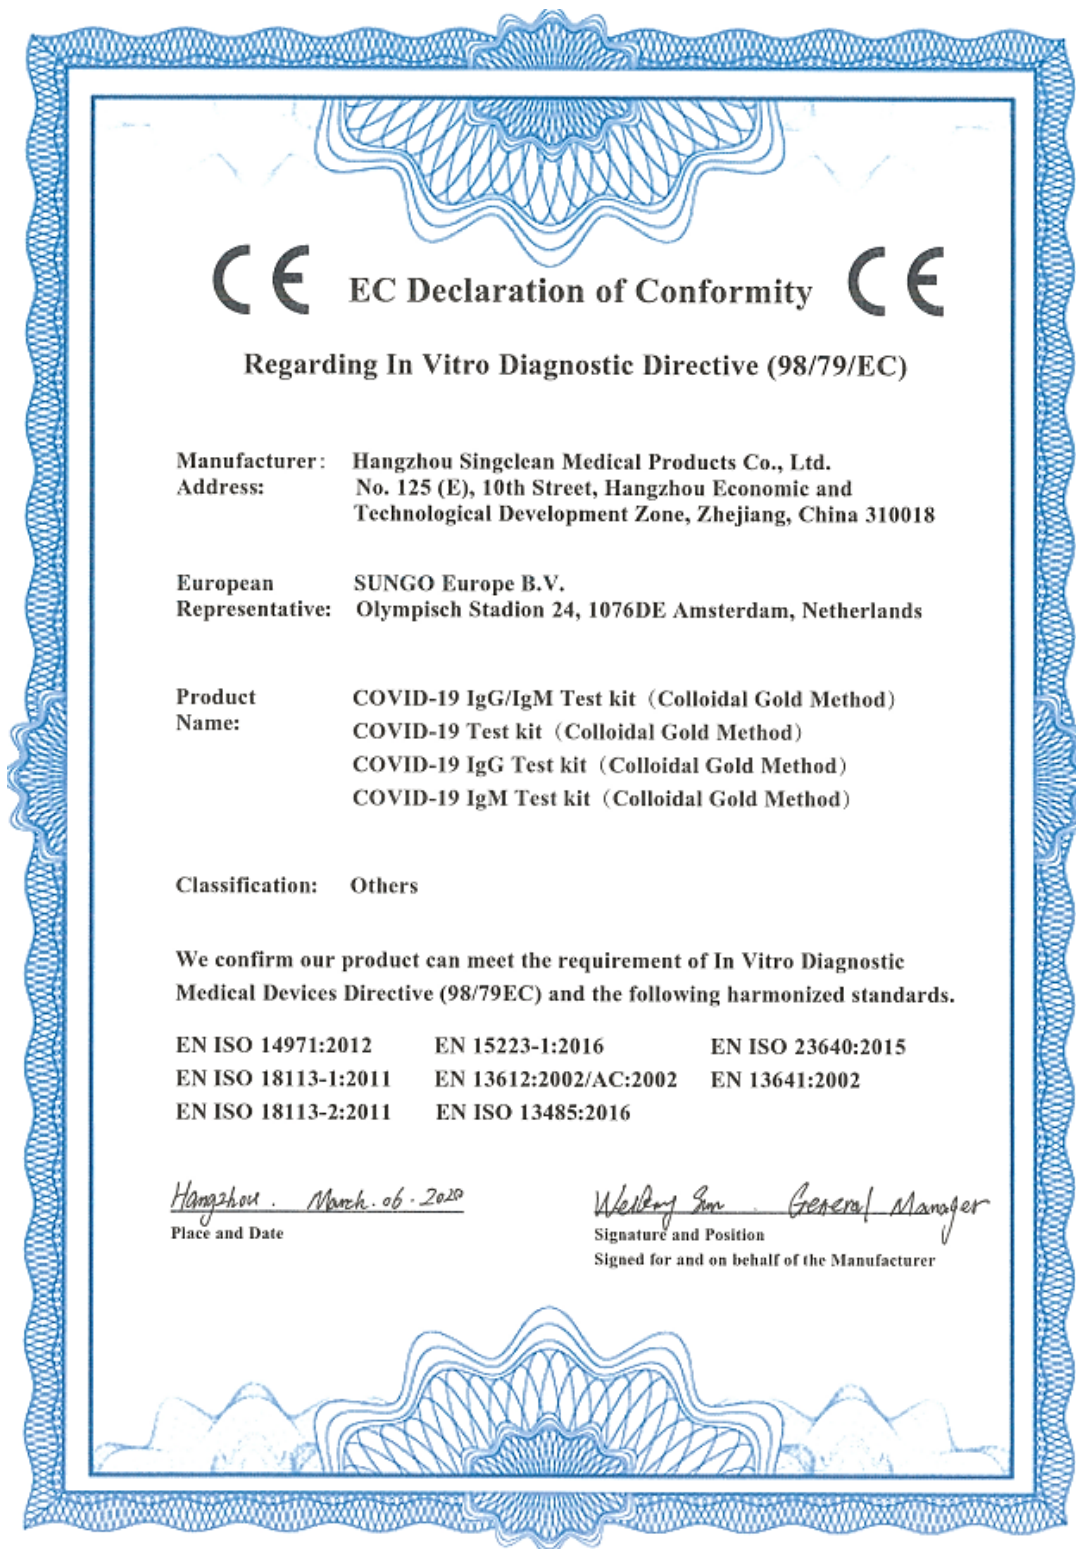 CE EC Declaration of Conformity CE
Regarding In Vitro Diagnostic Directive (98/79/EC)
Manufacturer: Hangzhou Singclean Medical Products Co., Ltd.
Address: No. 125 (E), 10th Street, Hangzhou Economic and
Technological Development Zone, Zhejiang, China 310018
European SUNGO Europe B.V.
Representative: Olympisch Stadion 24, 1076DE Amsterdam, Netherlands
Product COVID-19 IgG/IgM Test kit（Colloidal Gold Method）
Name: COVID-19 Test kit（Colloidal Gold Method）
COVID-19 IgG Test kit（Colloidal Gold Method）
COVID-19 IgM Test kit（Colloidal Gold Method）
Classification: Others
We confirm our product can meet the requirement of In Vitro Diagnostic
Medical Devices Directive (98/79EC) and the following harmonized standards.
EN ISO 14971:2012 EN 15223-1:2016 EN ISO 23640:2015
EN ISO 18113-1:2011 EN 13612:2002/AC:2002 EN 13641:2002
EN ISO 18113-2:2011 EN ISO 13485:2016
Hangzhou. March. 06. 2020 Sun. General Manager
Place and Date Signature and Position
Signed for and on behalf of the Manufacturer